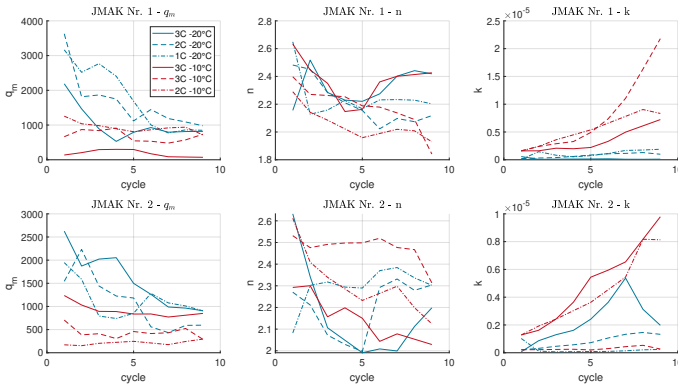 JMAK Nr. 1 - q_m
4000
3000
2000
1000
0
q_m
0
5
10
cycle
3C -20°C
2C -20°C
1C -20°C
3C -10°C
3C -10°C
2C -10°C
JMAK Nr. 1 - n
2.8
2.6
2.4
2.2
2
1.8
n
0
5
10
cycle
JMAK Nr. 1 - k
×10⁻⁵
2.5
2
1.5
1
0.5
0
k
0
5
10
cycle
JMAK Nr. 2 - q_m
3000
2500
2000
1500
1000
500
0
q_m
0
5
10
cycle
JMAK Nr. 2 - n
2.6
2.5
2.4
2.3
2.2
2.1
2
n
0
5
10
cycle
JMAK Nr. 2 - k
×10⁻⁵
1
0.8
0.6
0.4
0.2
0
k
0
5
10
cycle